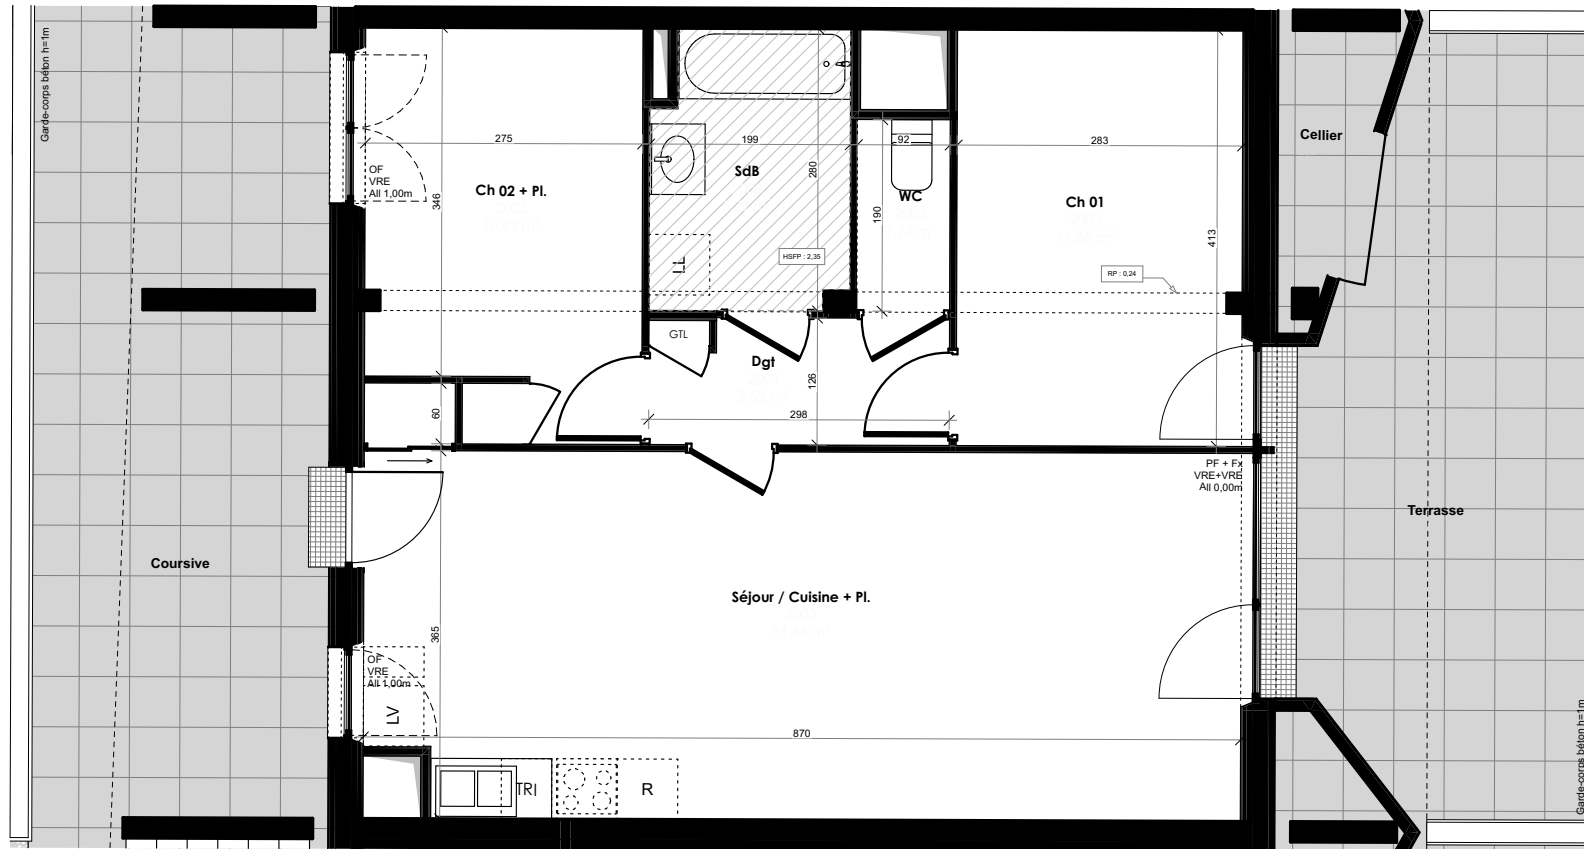 Garde-corps béton h=1m
OF
VRE
All 1,00m
275
346
Ch 02 + Pl.
199
280
SdB
HSFP : 2,35
LL
92
190
WC
283
Ch 01
413
RP : 0,24
Cellier
GTL
Dgt
126
298
60
PF + Fx
VRE+VRE
All 0,00m
Terrasse
Coursive
Séjour / Cuisine + Pl.
365
OF
VRE
All 1,00m
LV
870
TRI
R
Garde-corps béton h=1m